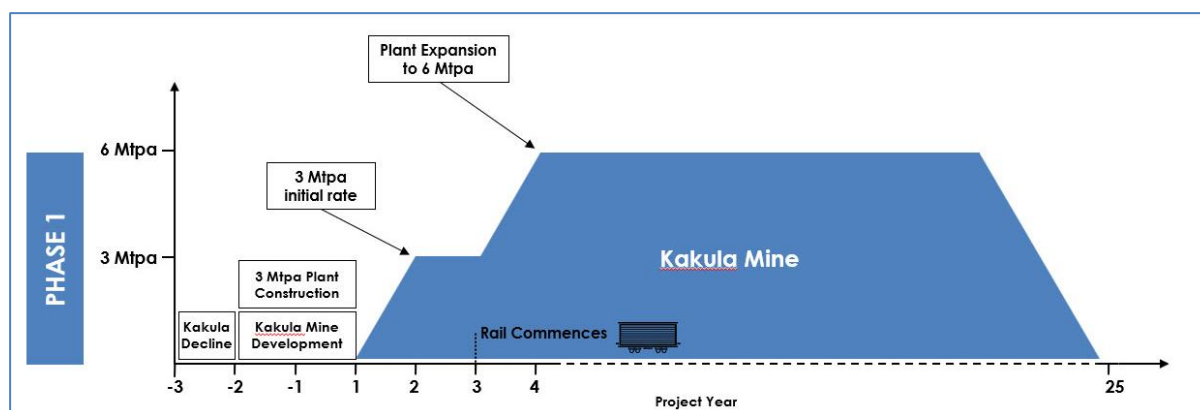 Plant Expansion
to 6 Mtpa
6 Mtpa
3 Mtpa
initial rate
PHASE 1
3 Mtpa
Kakula Mine
3 Mtpa Plant
Construction
Kakula
Decline
Kakula Mine
Development
Rail Commences
-3 -2 -1 1 2 3 4 25
Project Year